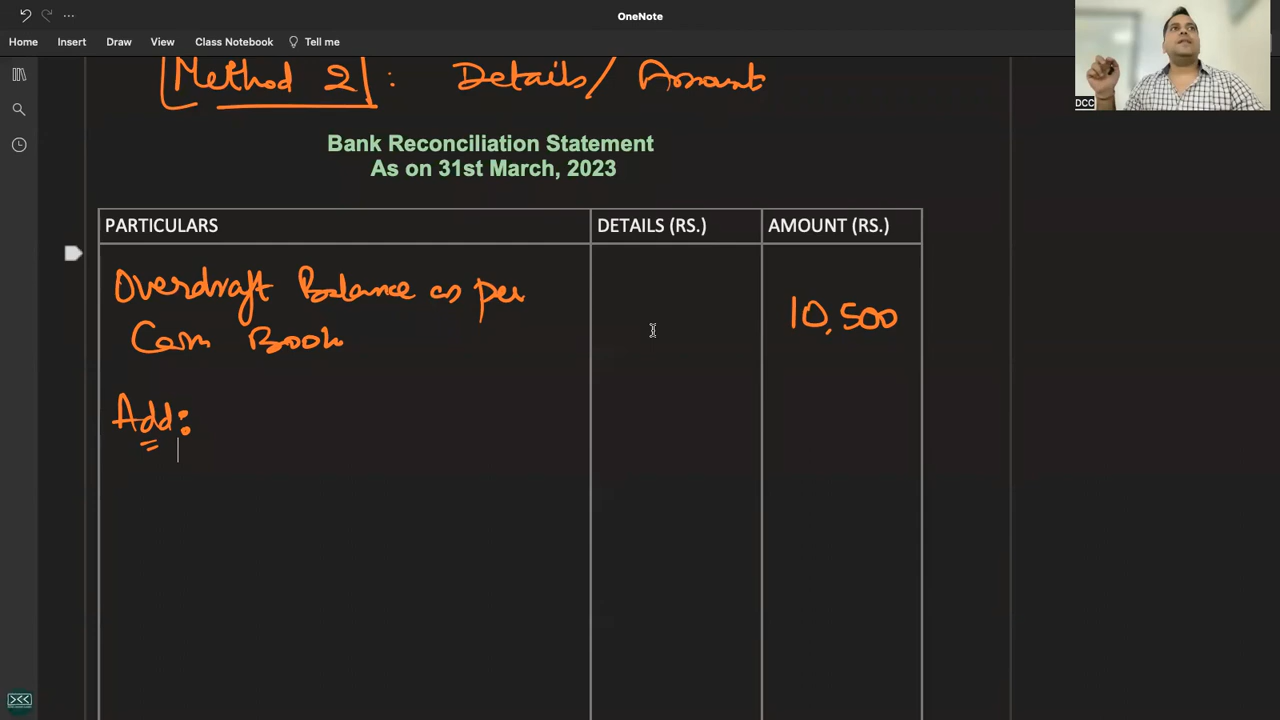 OneNote
Home Insert Draw View Class Notebook Tell me
[Method 2] : Details/ Amount
DCC
Bank Reconciliation Statement
As on 31st March, 2023
PARTICULARS DETAILS (RS.) AMOUNT (RS.)
Overdraft Balance as per
Cash Book 10,500
Add:
DCC